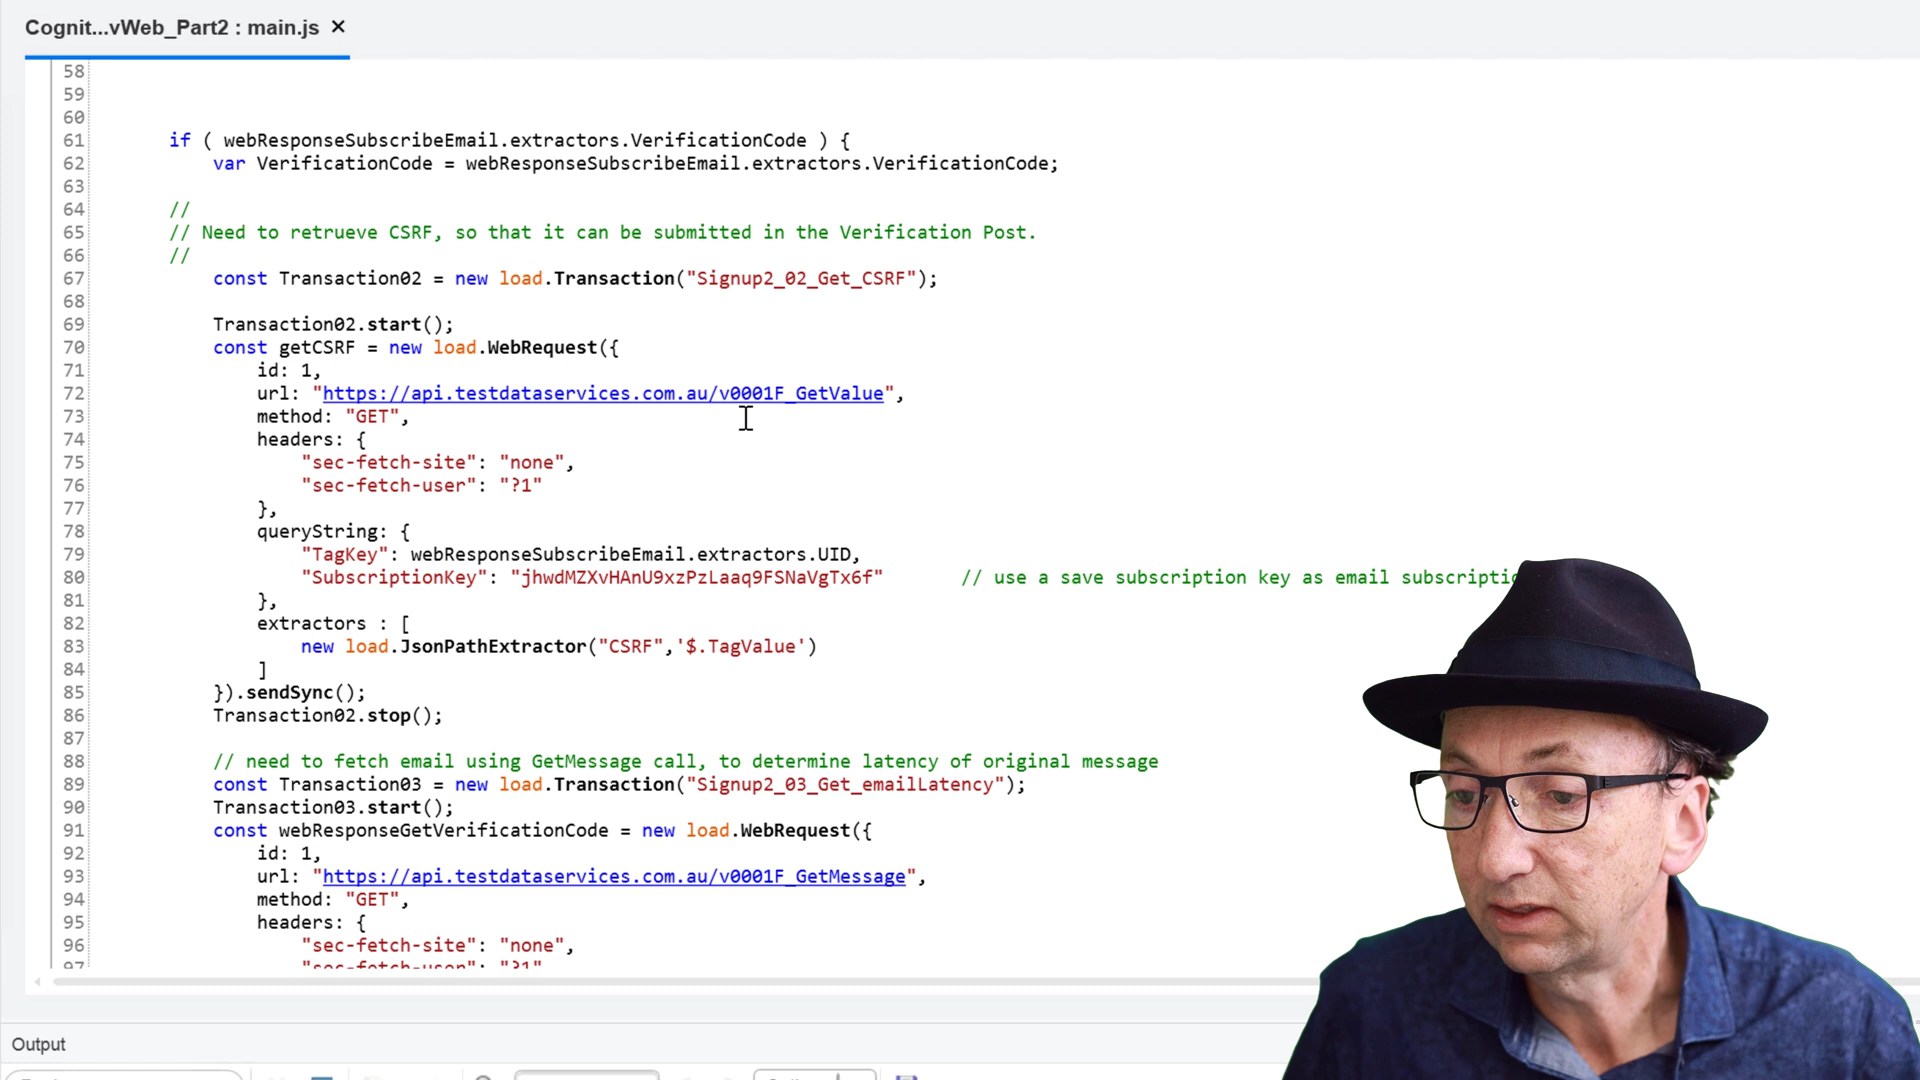 Cognit...vWeb_Part2 : main.js ×
58
59
60
61 if ( webResponseSubscribeEmail.extractors.VerificationCode ) {
62 var VerificationCode = webResponseSubscribeEmail.extractors.VerificationCode;
63
64 //
65 // Need to retrueve CSRF, so that it can be submitted in the Verification Post.
66 //
67 const Transaction02 = new load.Transaction("Signup2_02_Get_CSRF");
68
69 Transaction02.start();
70 const getCSRF = new load.WebRequest({
71 id: 1,
72 url: "https://api.testdataservices.com.au/v0001F_GetValue",
73 method: "GET",
74 headers: {
75 "sec-fetch-site": "none",
76 "sec-fetch-user": "?1"
77 },
78 queryString: {
79 "TagKey": webResponseSubscribeEmail.extractors.UID,
80 "SubscriptionKey": "jhwdMZXvHAnU9xzPzLaaq9FSNaVgTx6f" // use a save subscription key as email subscriptio
81 },
82 extractors : [
83 new load.JsonPathExtractor("CSRF",'$.TagValue')
84 ]
85 }).sendSync();
86 Transaction02.stop();
87
88 // need to fetch email using GetMessage call, to determine latency of original message
89 const Transaction03 = new load.Transaction("Signup2_03_Get_emailLatency");
90 Transaction03.start();
91 const webResponseGetVerificationCode = new load.WebRequest({
92 id: 1,
93 url: "https://api.testdataservices.com.au/v0001F_GetMessage",
94 method: "GET",
95 headers: {
96 "sec-fetch-site": "none",
97 "sec-fetch-user": "?1"
Output